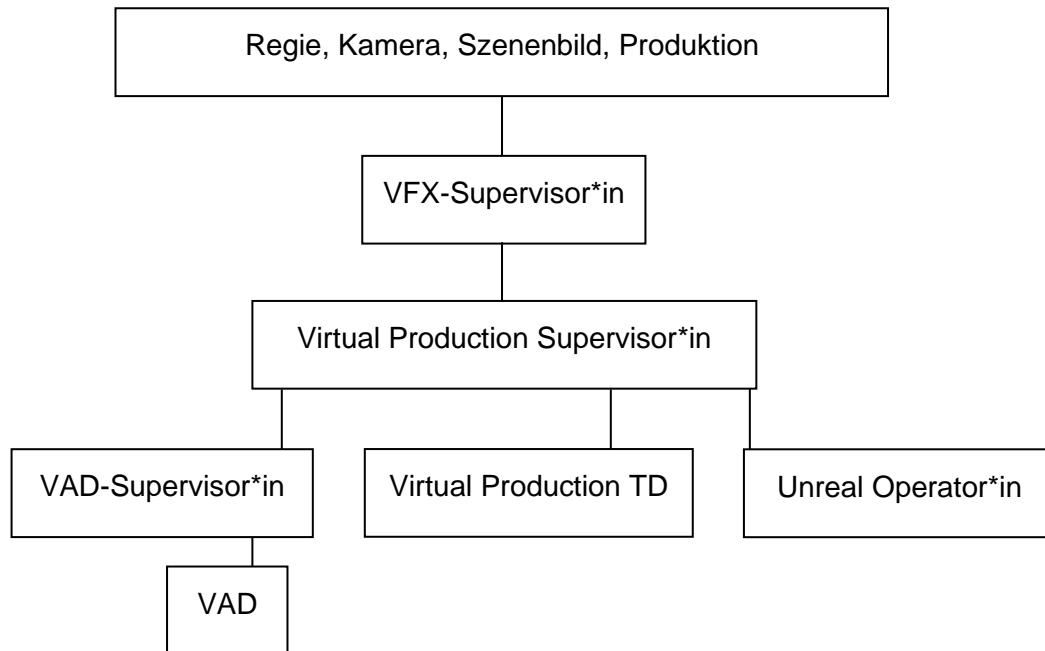 Regie, Kamera, Szenenbild, Produktion
VFX-Supervisor*in
Virtual Production Supervisor*in
VAD-Supervisor*in
Virtual Production TD
Unreal Operator*in
VAD